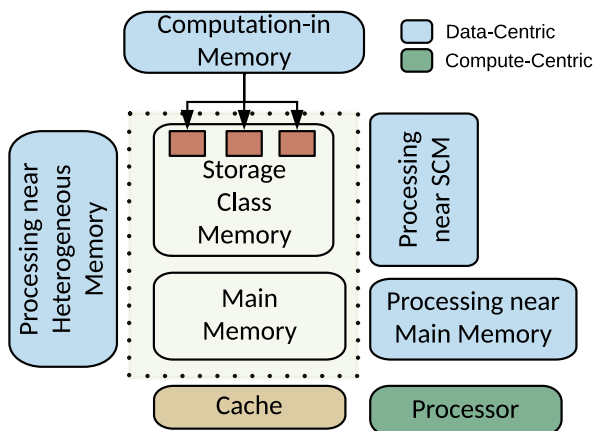 Computation-in
Memory
Data-Centric
Compute-Centric
Processing near
Heterogeneous
Memory
Storage
Class
Memory
Processing
near SCM
Main
Memory
Processing near
Main Memory
Cache
Processor